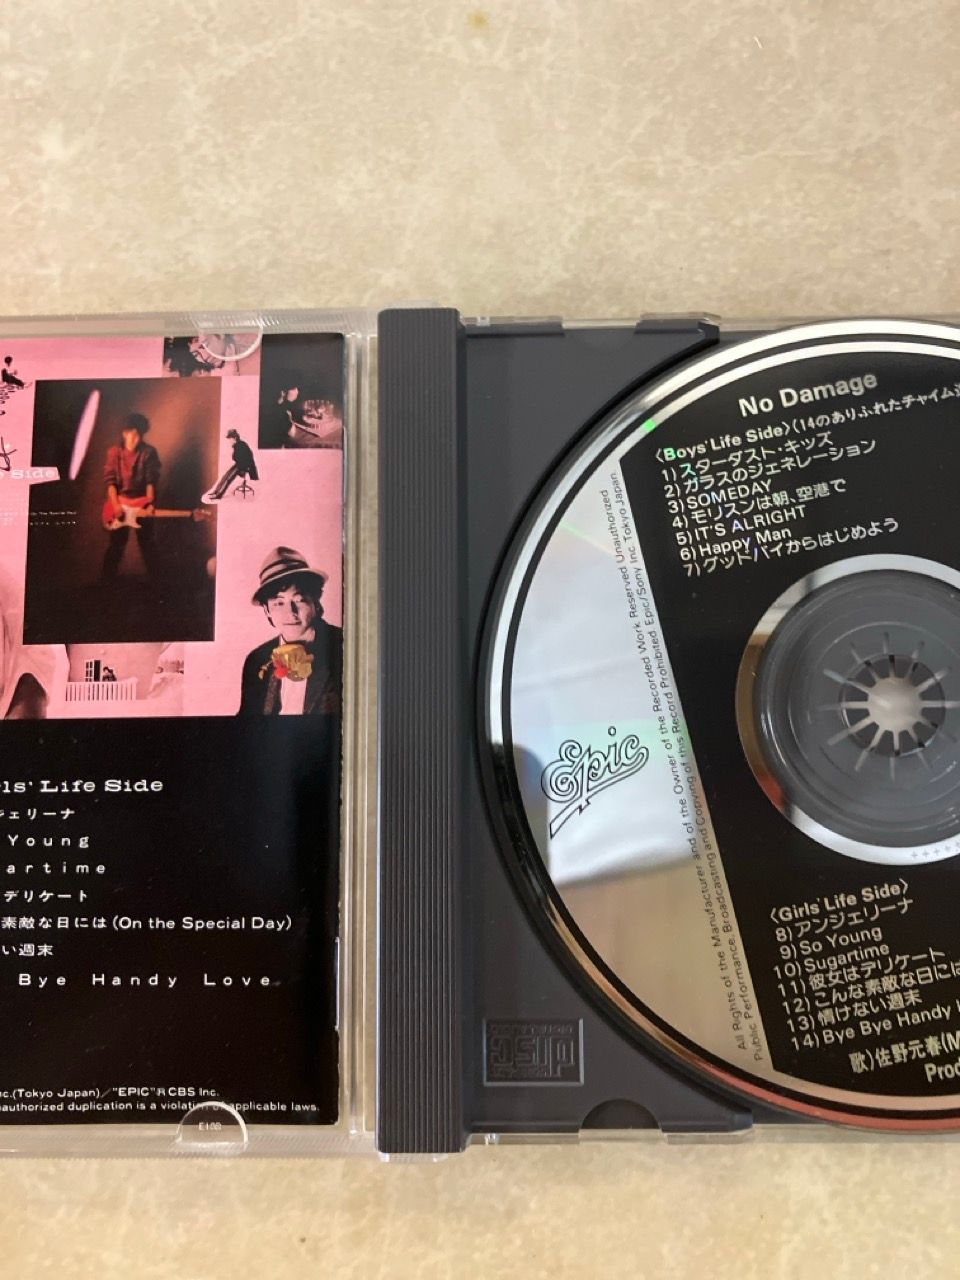 Side
rls' Life Side
ジェリーナ
Young
artime
デリケート
素敵な日には(On the Special Day)
い週末
Bye Handy Love
nc.(Tokyo Japan)/"EPIC"R CBS Inc.
nauthorized duplication is a violation of applicable laws.
No Damage
〈Boys' Life Side〉(14のありふれたチャイム
1)スターダスト・キッズ
2)ガラスのジェネレーション
3)SOMEDAY
4)モリスンは朝、空港で
5)IT'S ALRIGHT
6)Happy Man
7)グッドバイからはじめよう
All Rights of the Manufacturer and of the Owner of the Recorded Work Reserved Unauthorized
Public Performance, Broadcasting and Copying of this Record Prohibited. Epic/Sony Inc. Tokyo Japan.
Epic
〈Girls' Life Side〉
8)アンジェリーナ
9)So Young
10)Sugartime
11)彼女はデリケート
12)こんな素敵な日には
13)情けない週末
14)Bye Bye Handy
歌)佐野元春(M
Prod
disc